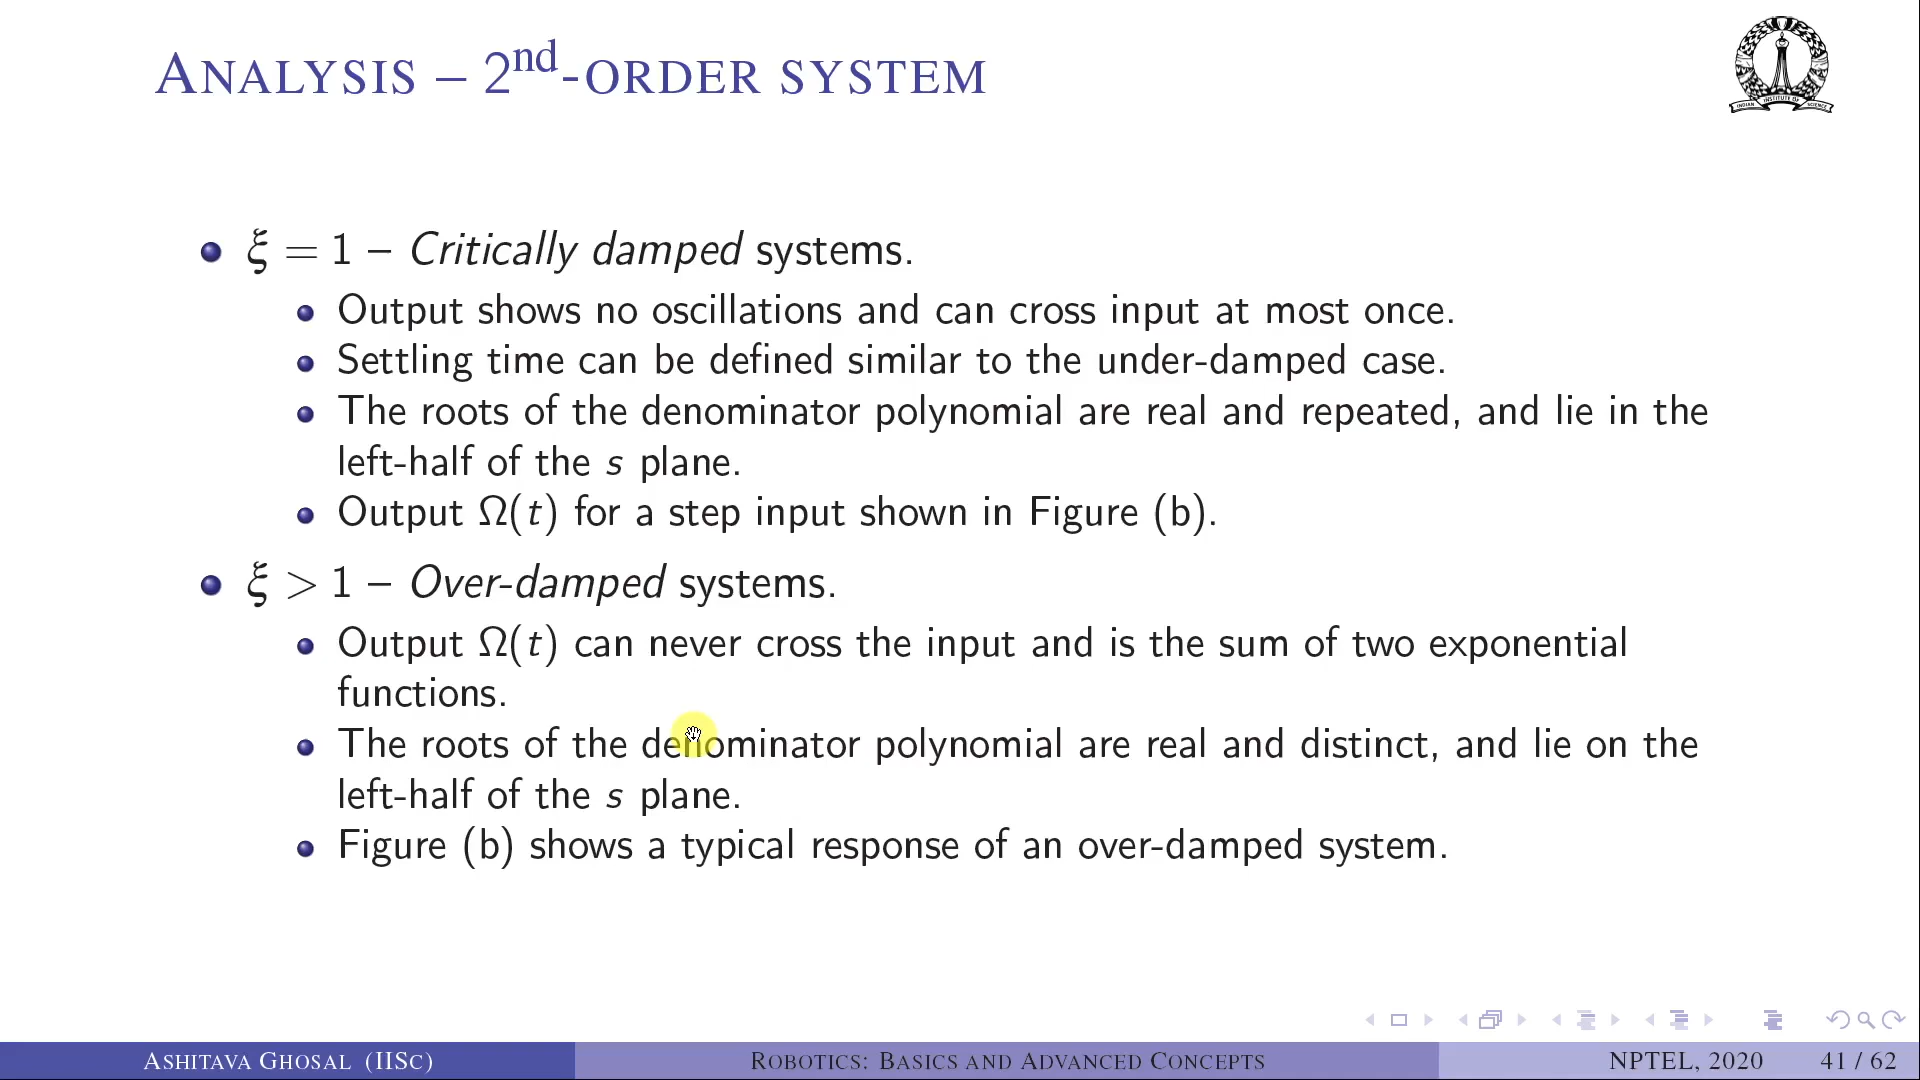 ANALYSIS – 2nd-ORDER SYSTEM
INDIAN INSTITUTE OF SCIENCE
ξ = 1 – Critically damped systems.
Output shows no oscillations and can cross input at most once.
Settling time can be defined similar to the under-damped case.
The roots of the denominator polynomial are real and repeated, and lie in the
left-half of the s plane.
Output Ω(t) for a step input shown in Figure (b).
ξ > 1 – Over-damped systems.
Output Ω(t) can never cross the input and is the sum of two exponential
functions.
The roots of the denominator polynomial are real and distinct, and lie on the
left-half of the s plane.
Figure (b) shows a typical response of an over-damped system.
ASHITAVA GHOSAL (IISC) ROBOTICS: BASICS AND ADVANCED CONCEPTS NPTEL, 2020 41 / 62